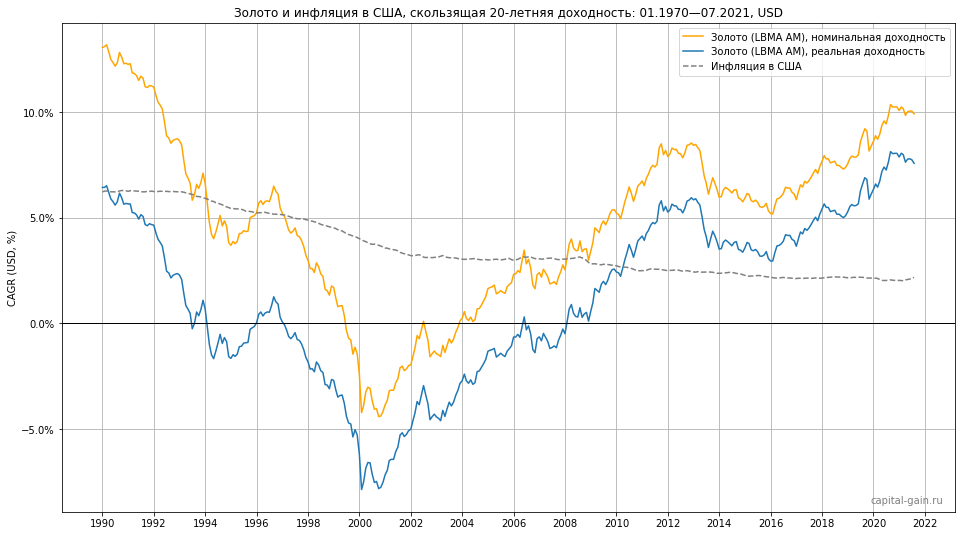 Золото и инфляция в США, скользящая 20-летняя доходность: 01.1970—07.2021, USD
Золото (LBMA AM), номинальная доходность
Золото (LBMA AM), реальная доходность
Инфляция в США
CAGR (USD, %)
10.0%
5.0%
0.0%
−5.0%
capital-gain.ru
1990 1992 1994 1996 1998 2000 2002 2004 2006 2008 2010 2012 2014 2016 2018 2020 2022